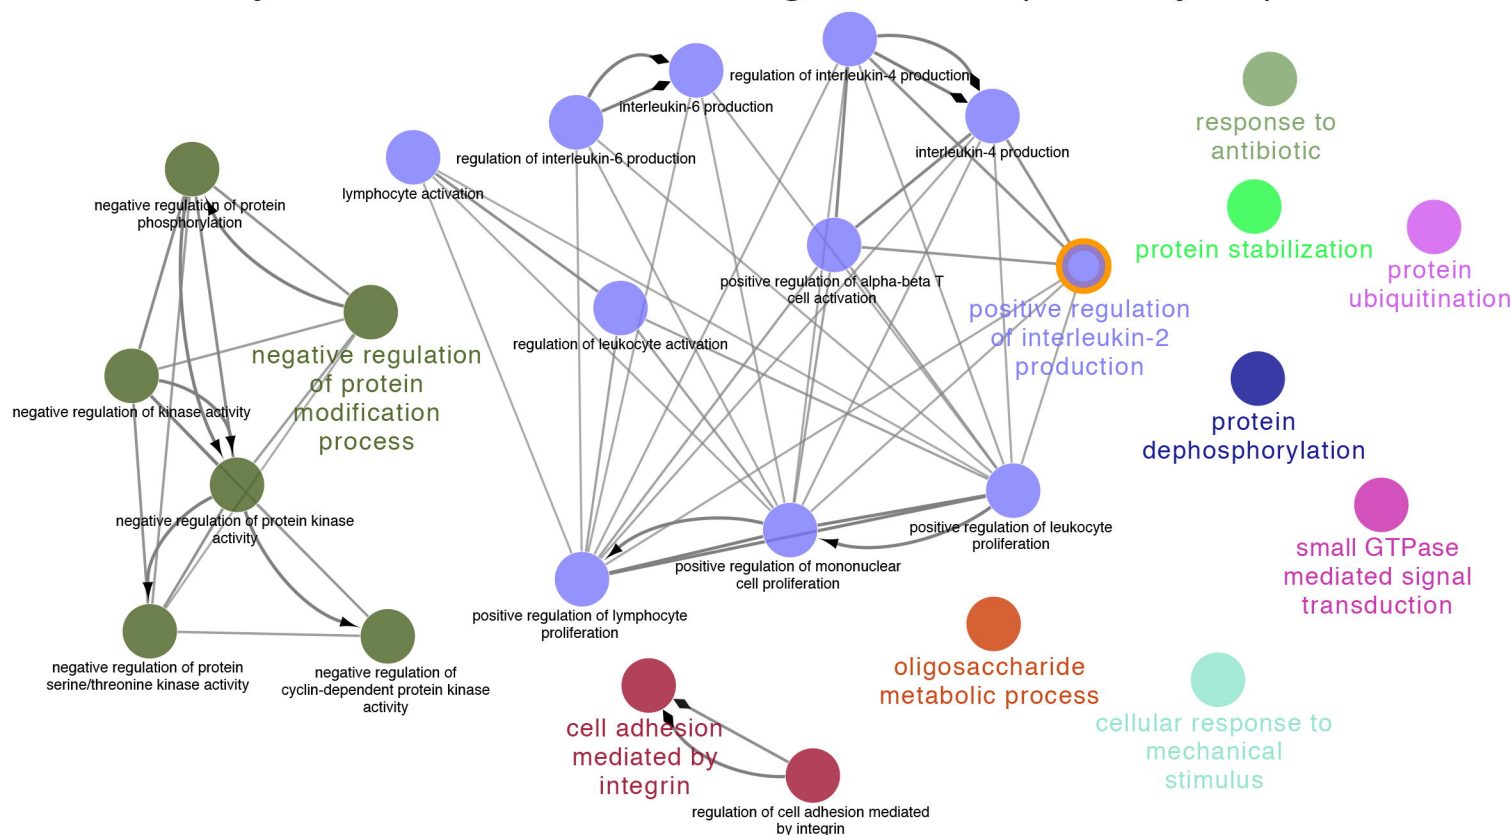 regulation of interleukin-4 production
interleukin-6 production
response to
antibiotic
interleukin-4 production
regulation of interleukin-6 production
lymphocyte activation
negative regulation of protein
phosphorylation
protein stabilization
protein
ubiquitination
positive regulation of alpha-beta T
cell activation
positive regulation
of interleukin-2
production
regulation of leukocyte activation
negative regulation
of protein
modification
process
negative regulation of kinase activity
protein
dephosphorylation
negative regulation of protein kinase
activity
positive regulation of leukocyte
proliferation
small GTPase
mediated signal
transduction
positive regulation of mononuclear
cell proliferation
positive regulation of lymphocyte
proliferation
negative regulation of protein
serine/threonine kinase activity
negative regulation of
cyclin-dependent protein kinase
activity
oligosaccharide
metabolic process
cell adhesion
mediated by
integrin
cellular response to
mechanical
stimulus
regulation of cell adhesion mediated
by integrin